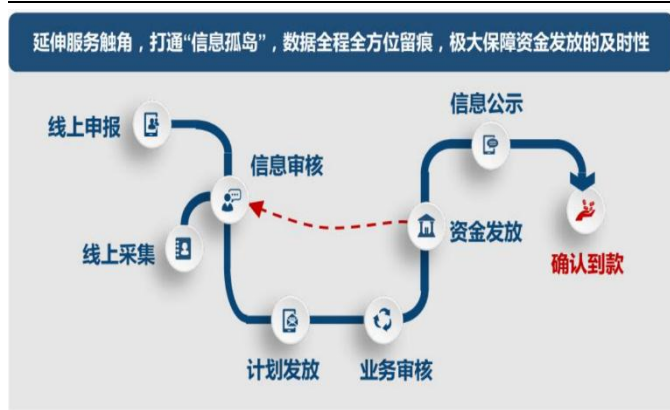 延伸服务触角，打通“信息孤岛”，数据全程全方位留痕，极大保障资金发放的及时性
线上申报
信息审核
线上采集
计划发放
业务审核
资金发放
信息公示
确认到款